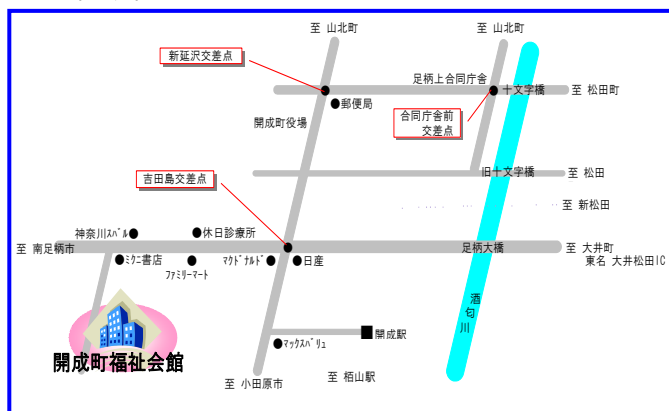 至 山北町
至 山北町
新延沢交差点
足柄上合同庁舎
十文字橋
至 松田町
郵便局
合同庁舎前
交差点
開成町役場
旧十文字橋
至 松田
吉田島交差点
至 新松田
神奈川スバル
休日診療所
至 南足柄市
足柄大橋
至 大井町
東名 大井松田IC
ミクニ書店
ファミリーマート
マクドナルド
日産
酒匂川
開成駅
マックスバリュ
開成町福祉会館
至 小田原市
至 栢山駅